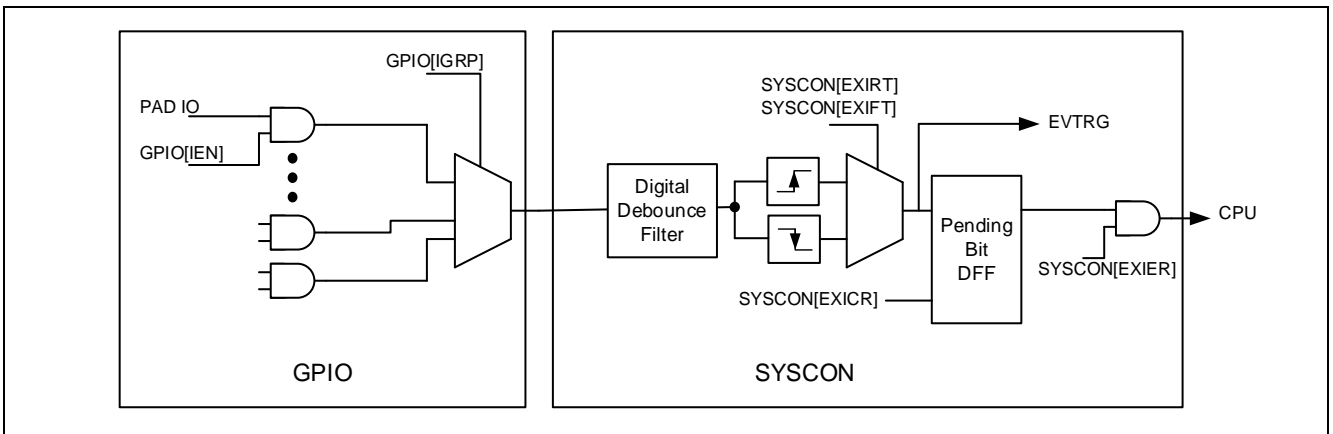 GPIO[IGRP]
PAD IO
GPIO[IEN]
GPIO
SYSCON[EXIRT]
SYSCON[EXIFT]
EVTRG
Digital
Debounce
Filter
Pending
Bit
DFF
CPU
SYSCON[EXIER]
SYSCON[EXICR]
SYSCON